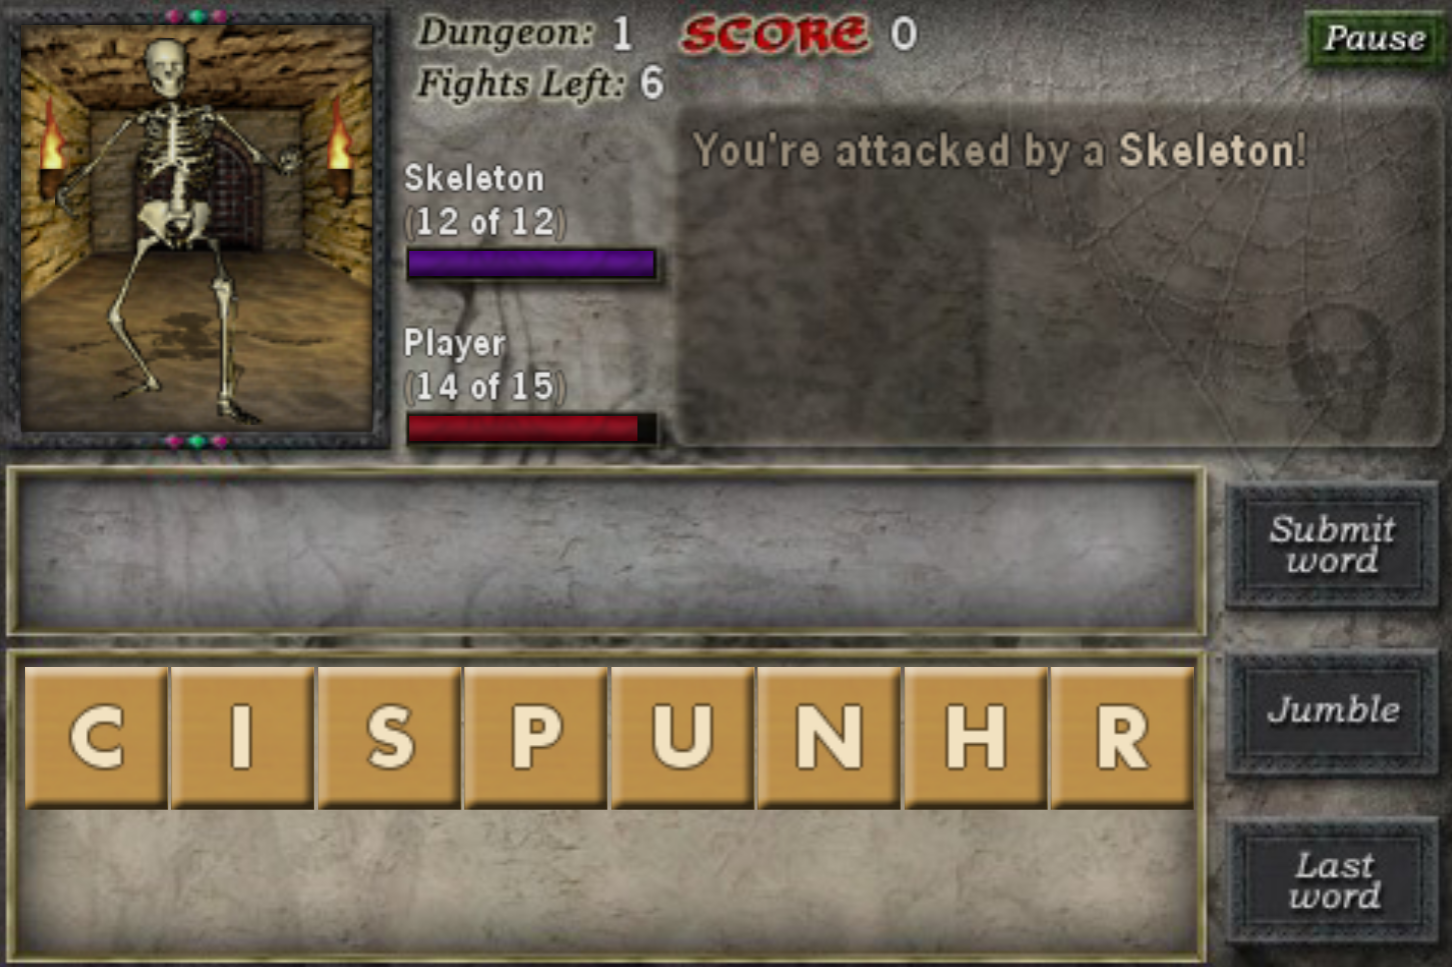 Dungeon: 1 SCORE 0
Pause
Fights Left: 6
You're attacked by a Skeleton!
Skeleton
(12 of 12)
Player
(14 of 15)
Submit
word
C I S P U N H R
Jumble
Last
word